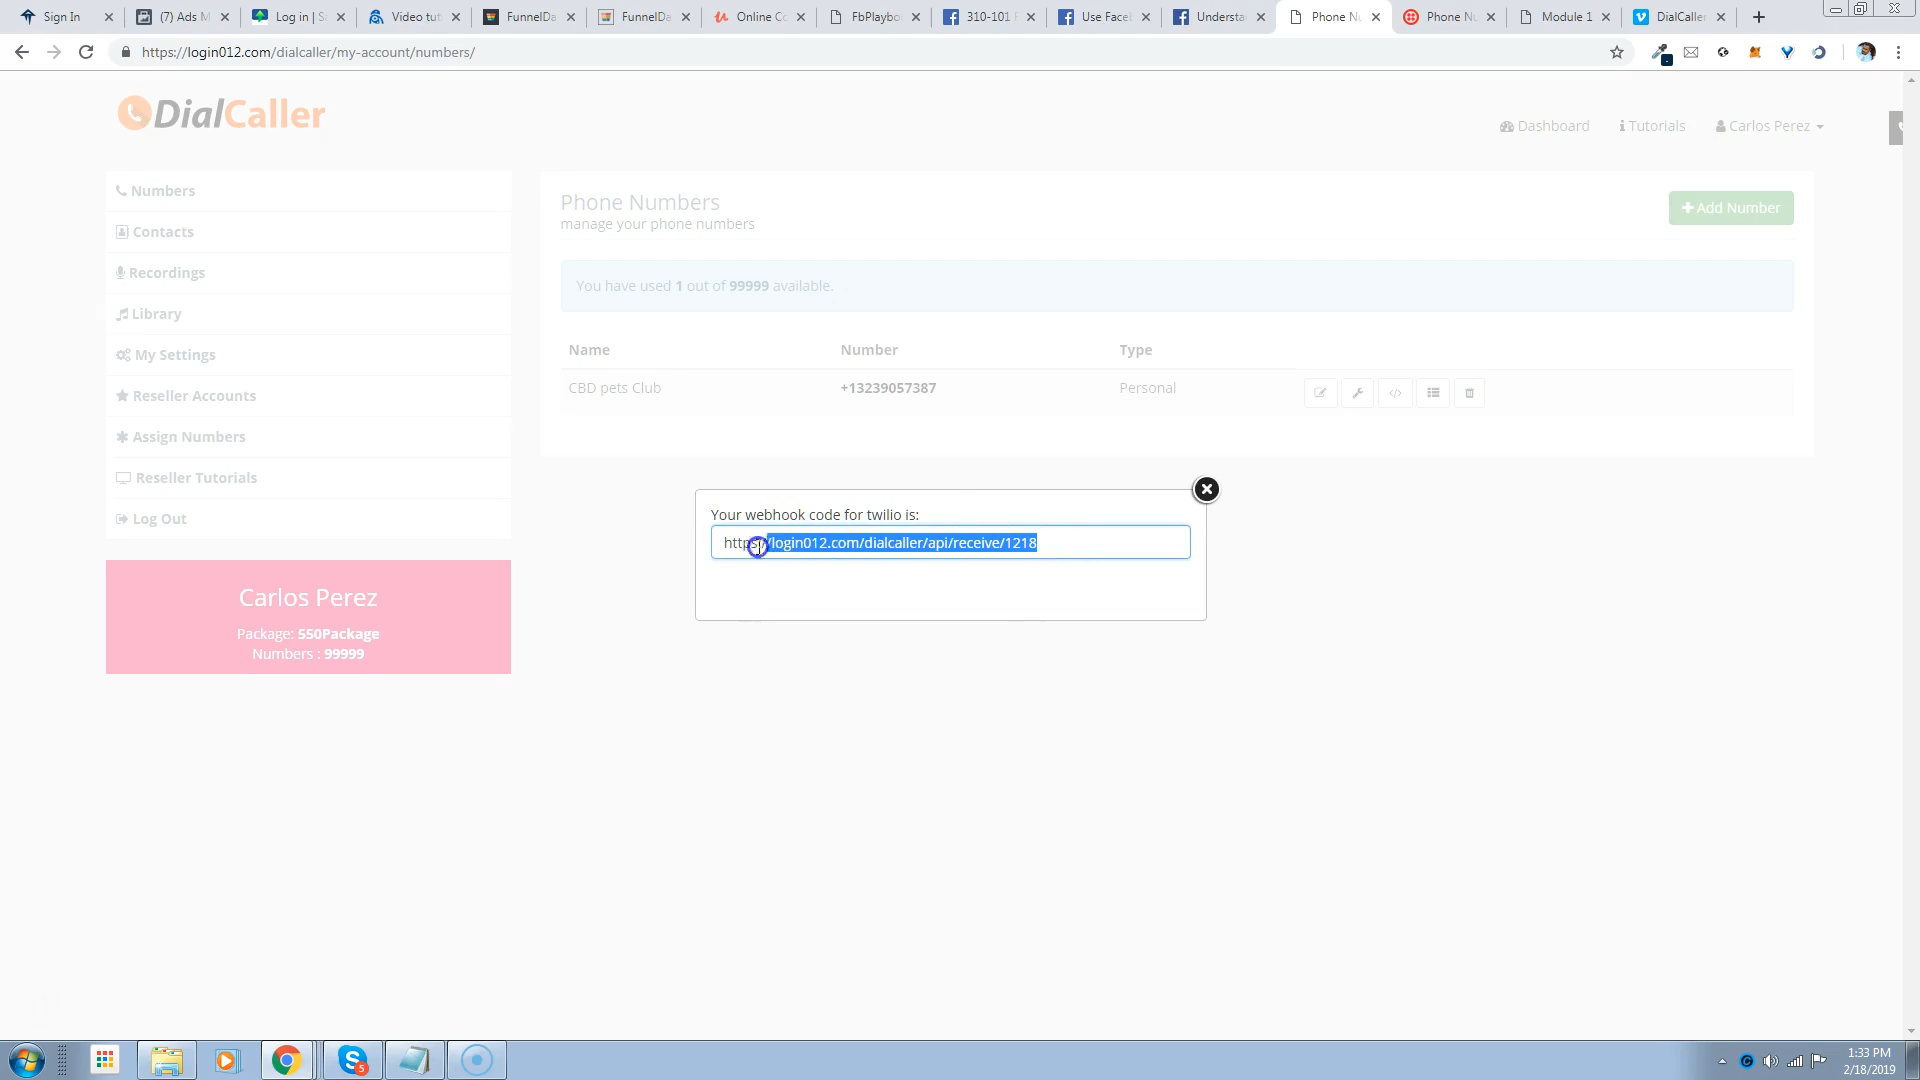 Sign In
(7) Ads M
Log in | S
Video tut
FunnelDa
FunnelDa
Online Co
FbPlaybo
310-101
Use Face
Understa
Phone Nu
Phone Nu
Module 1
DialCaller
https://login012.com/dialcaller/my-account/numbers/
DialCaller
Dashboard
Tutorials
Carlos Perez
Numbers
Contacts
Recordings
Library
My Settings
Reseller Accounts
Assign Numbers
Reseller Tutorials
Log Out
Carlos Perez
Package: 550Package
Numbers : 99999
Phone Numbers
manage your phone numbers
Add Number
You have used 1 out of 99999 available.
Name Number Type
CBD pets Club +13239057387 Personal
Your webhook code for twilio is:
https://login012.com/dialcaller/api/receive/1218
5
1:33 PM
2/18/2019